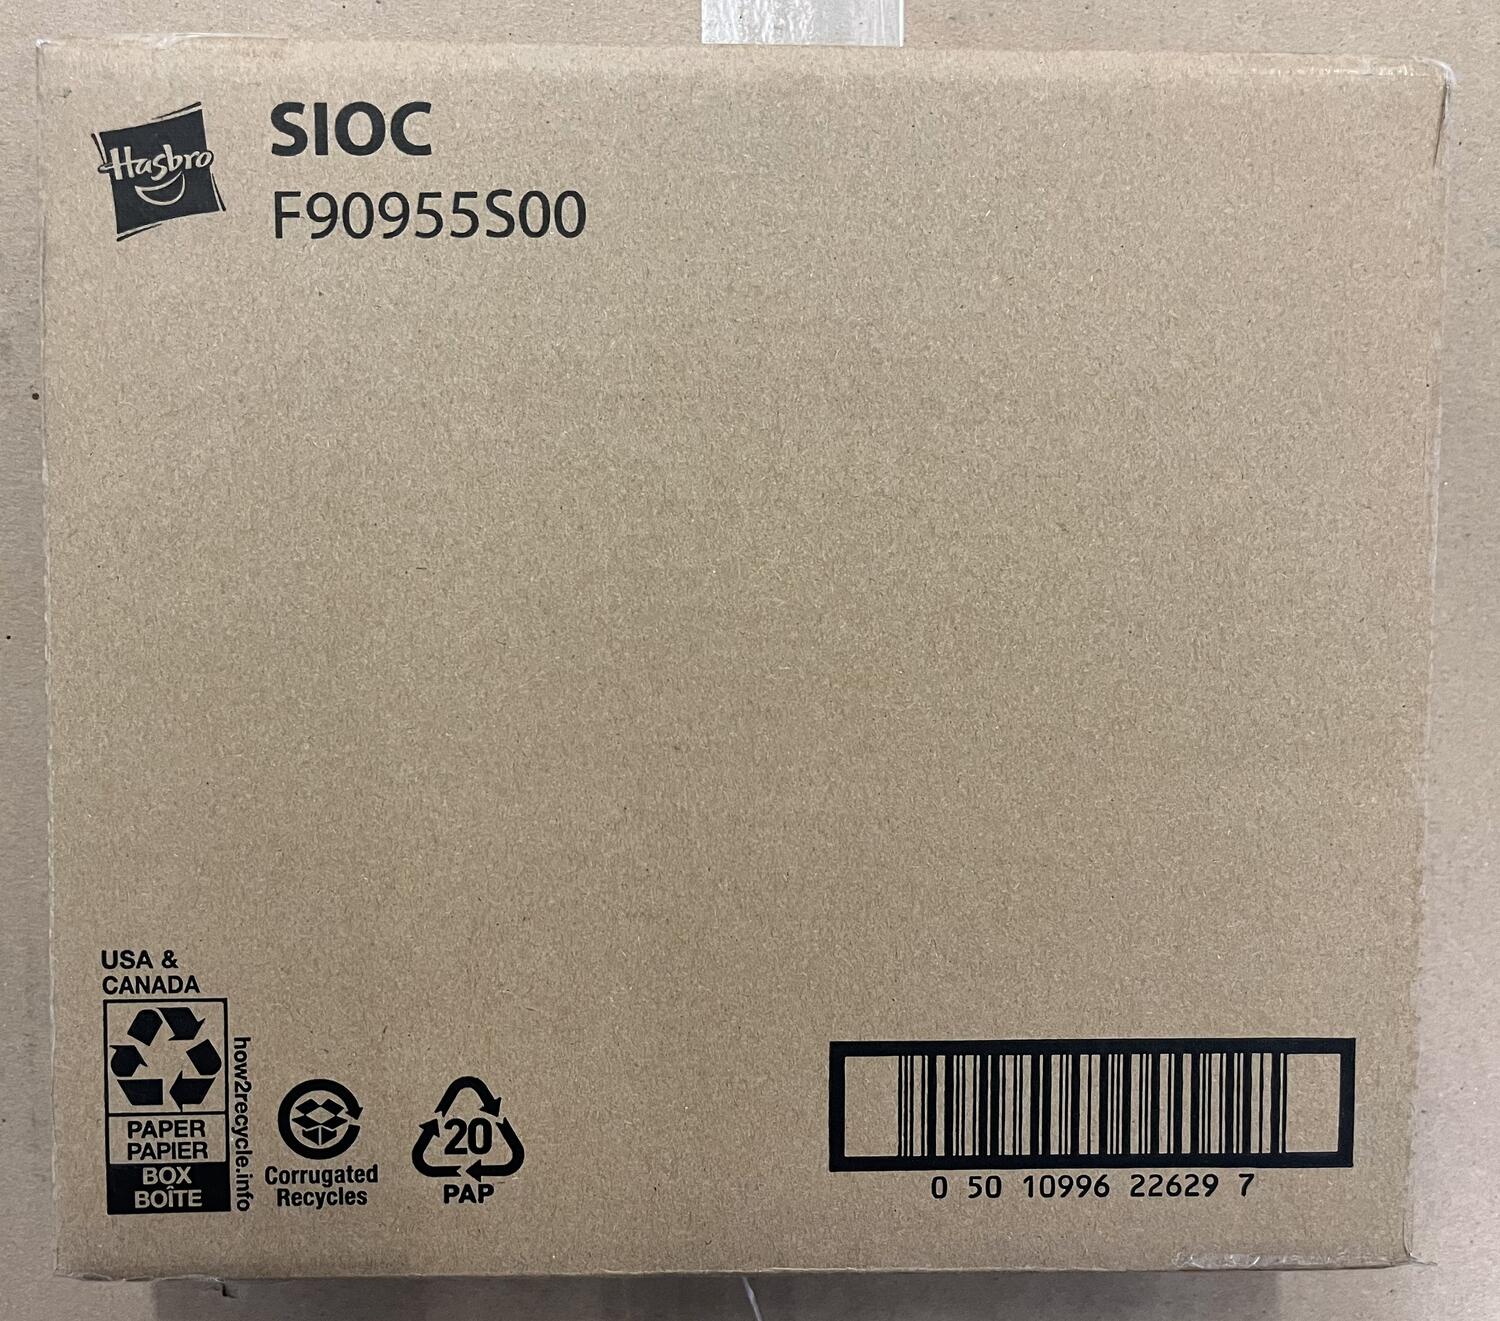 Hasbro
SIOC
F90955S00
USA &
CANADA
PAPER
PAPIER
BOX
BOÎTE
how2recycle.info
Corrugated
Recycles
20
PAP
0 50 10996 22629 7